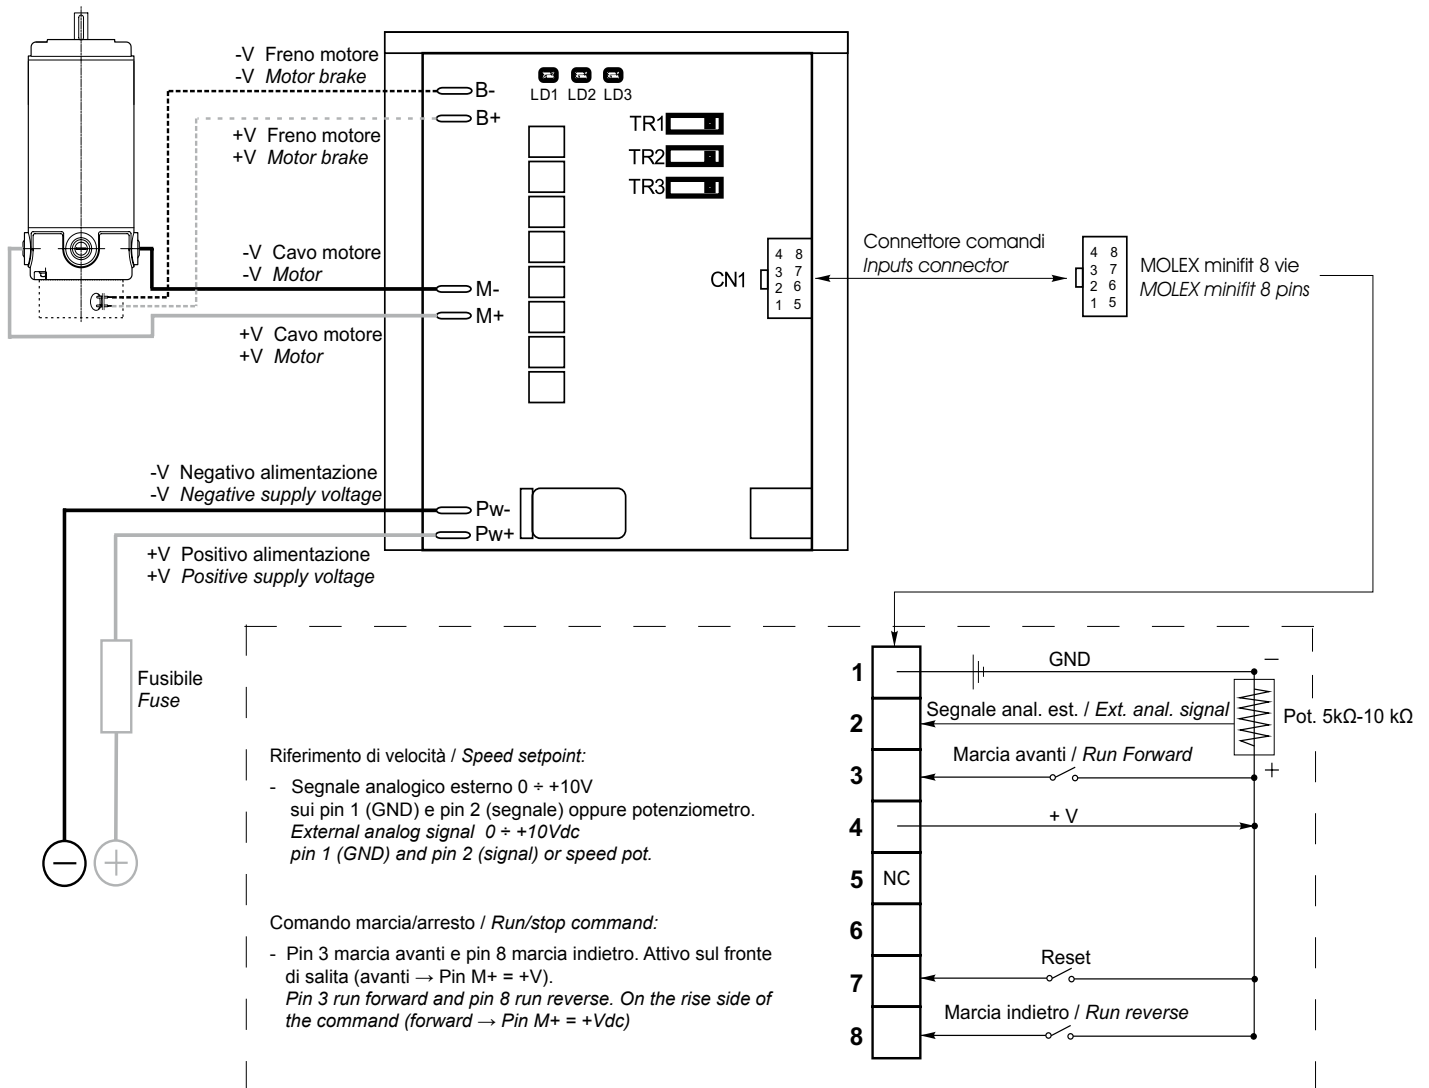 -V Freno motore
-V Motor brake
B-
B+
+V Freno motore
+V Motor brake
LD1 LD2 LD3
TR1
TR2
TR3
-V Cavo motore
-V Motor
M-
M+
+V Cavo motore
+V Motor
CN1
4 8
3 7
2 6
1 5
Connettore comandi
Inputs connector
4 8
3 7
2 6
1 5
MOLEX minifit 8 vie
MOLEX minifit 8 pins
-V Negativo alimentazione
-V Negative supply voltage
Pw-
Pw+
+V Positivo alimentazione
+V Positive supply voltage
Fusibile
Fuse
−
+
Riferimento di velocità / Speed setpoint:
- Segnale analogico esterno 0 ÷ +10V
sui pin 1 (GND) e pin 2 (segnale) oppure potenziometro.
External analog signal 0 ÷ +10Vdc
pin 1 (GND) and pin 2 (signal) or speed pot.
Comando marcia/arresto / Run/stop command:
- Pin 3 marcia avanti e pin 8 marcia indietro. Attivo sul fronte
di salita (avanti → Pin M+ = +V).
Pin 3 run forward and pin 8 run reverse. On the rise side of
the command (forward → Pin M+ = +Vdc)
1 GND −
2 Segnale anal. est. / Ext. anal. signal Pot. 5kΩ-10 kΩ
3 Marcia avanti / Run Forward +
4 + V
5 NC
6
7 Reset
8 Marcia indietro / Run reverse